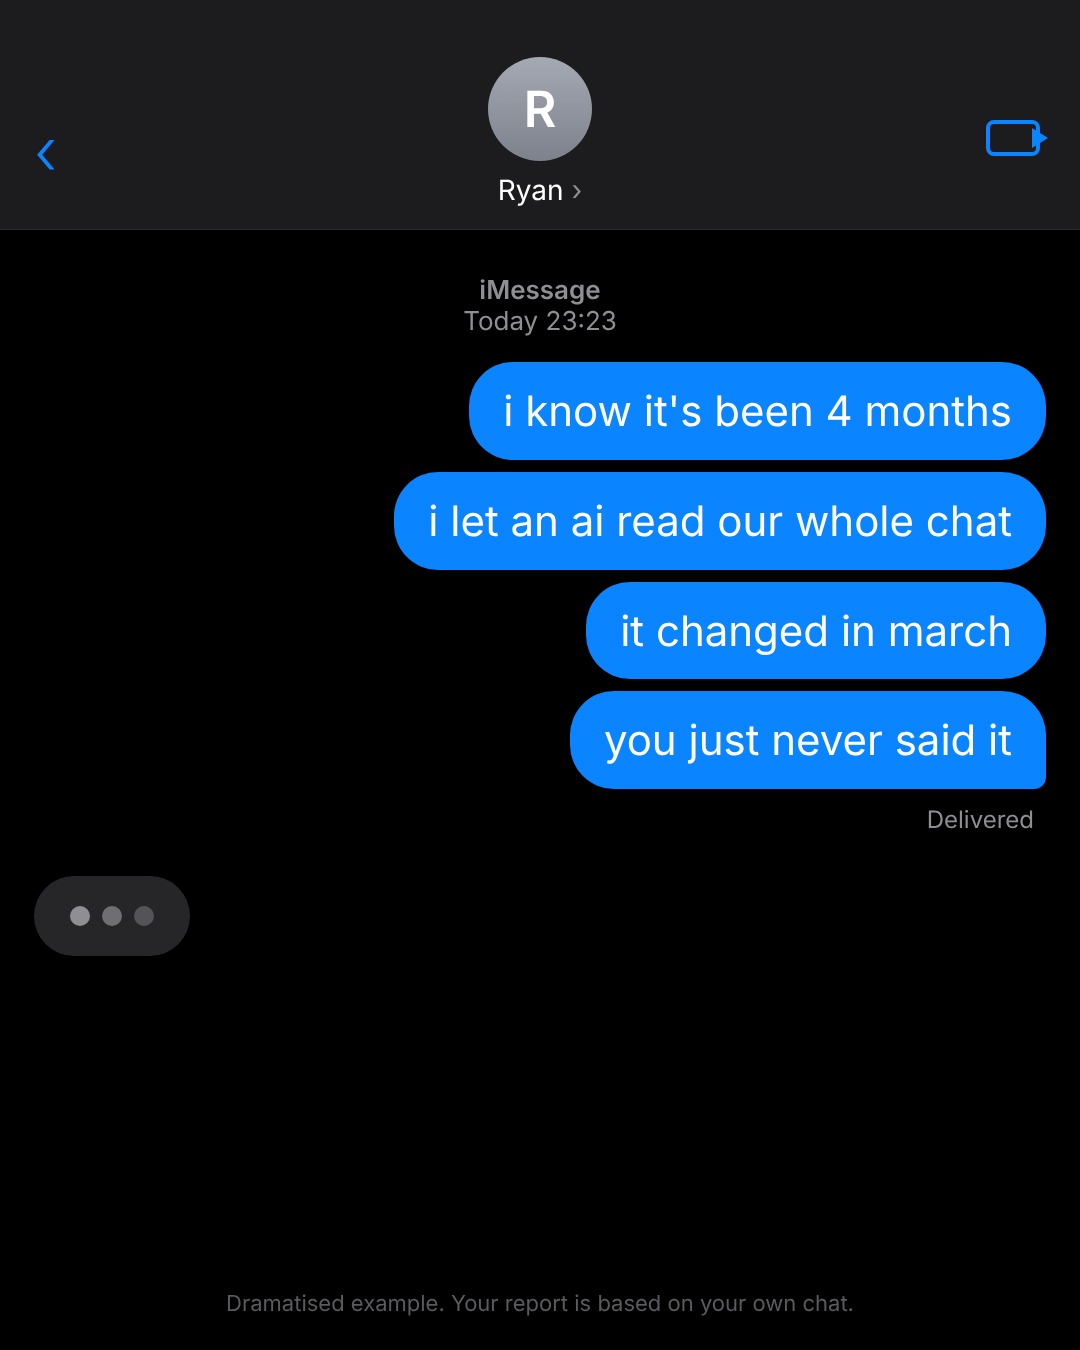 R
Ryan ›
iMessage
Today 23:23
i know it's been 4 months
i let an ai read our whole chat
it changed in march
you just never said it
Delivered
Dramatised example. Your report is based on your own chat.